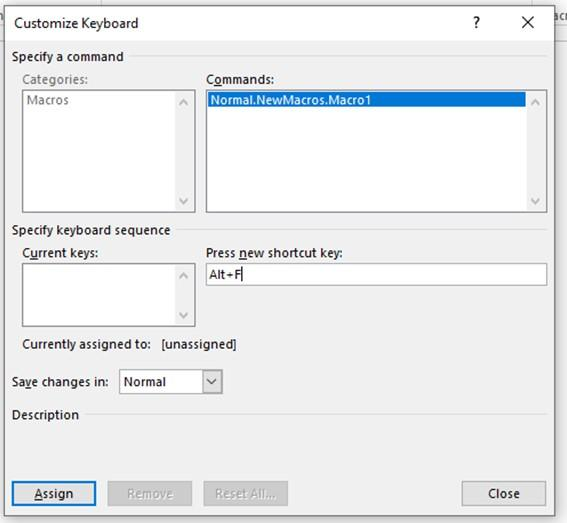 Customize Keyboard ? ✕
Specify a command
Categories: Commands:
Macros Normal.NewMacros.Macro1
Specify keyboard sequence
Current keys: Press new shortcut key:
Alt+F
Currently assigned to: [unassigned]
Save changes in: Normal
Description
Assign Remove Reset All... Close